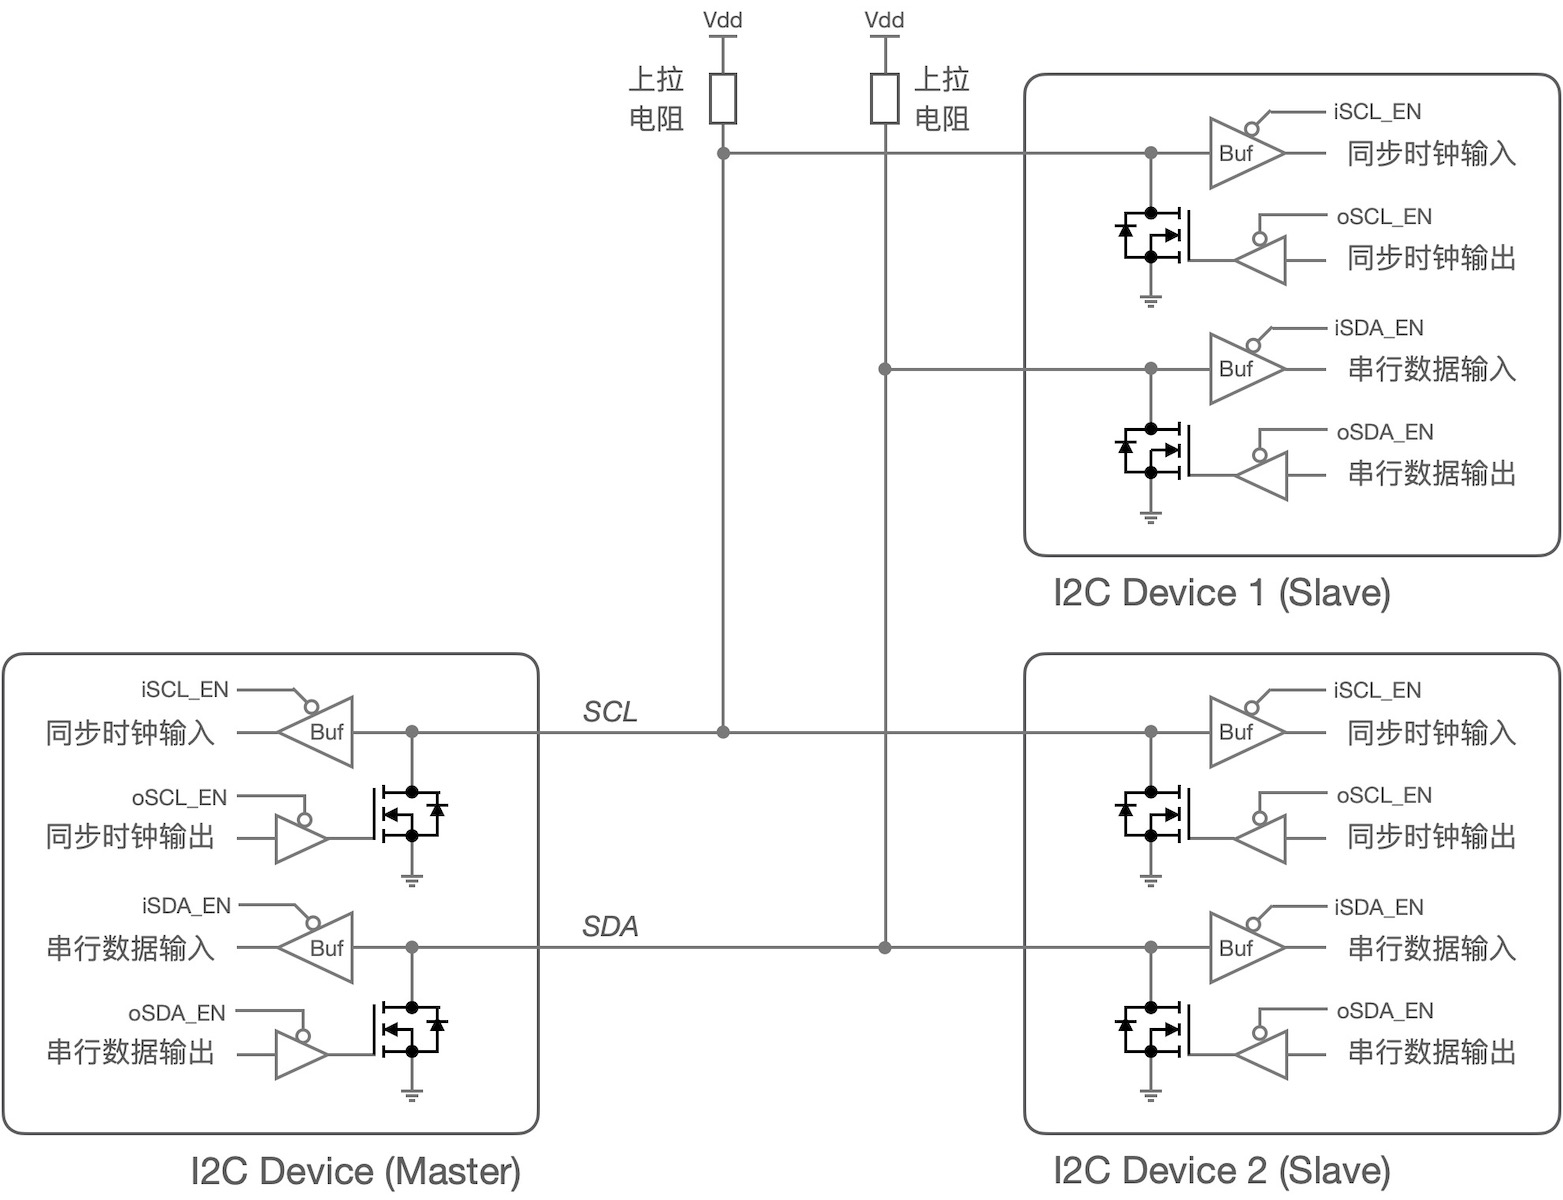 Vdd
Vdd
上拉
电阻
上拉
电阻
iSCL_EN
Buf
同步时钟输入
oSCL_EN
同步时钟输出
iSDA_EN
Buf
串行数据输入
oSDA_EN
串行数据输出
I2C Device 1 (Slave)
iSCL_EN
同步时钟输入
Buf
oSCL_EN
同步时钟输出
iSDA_EN
串行数据输入
Buf
oSDA_EN
串行数据输出
I2C Device (Master)
SCL
SDA
iSCL_EN
Buf
同步时钟输入
oSCL_EN
同步时钟输出
iSDA_EN
Buf
串行数据输入
oSDA_EN
串行数据输出
I2C Device 2 (Slave)